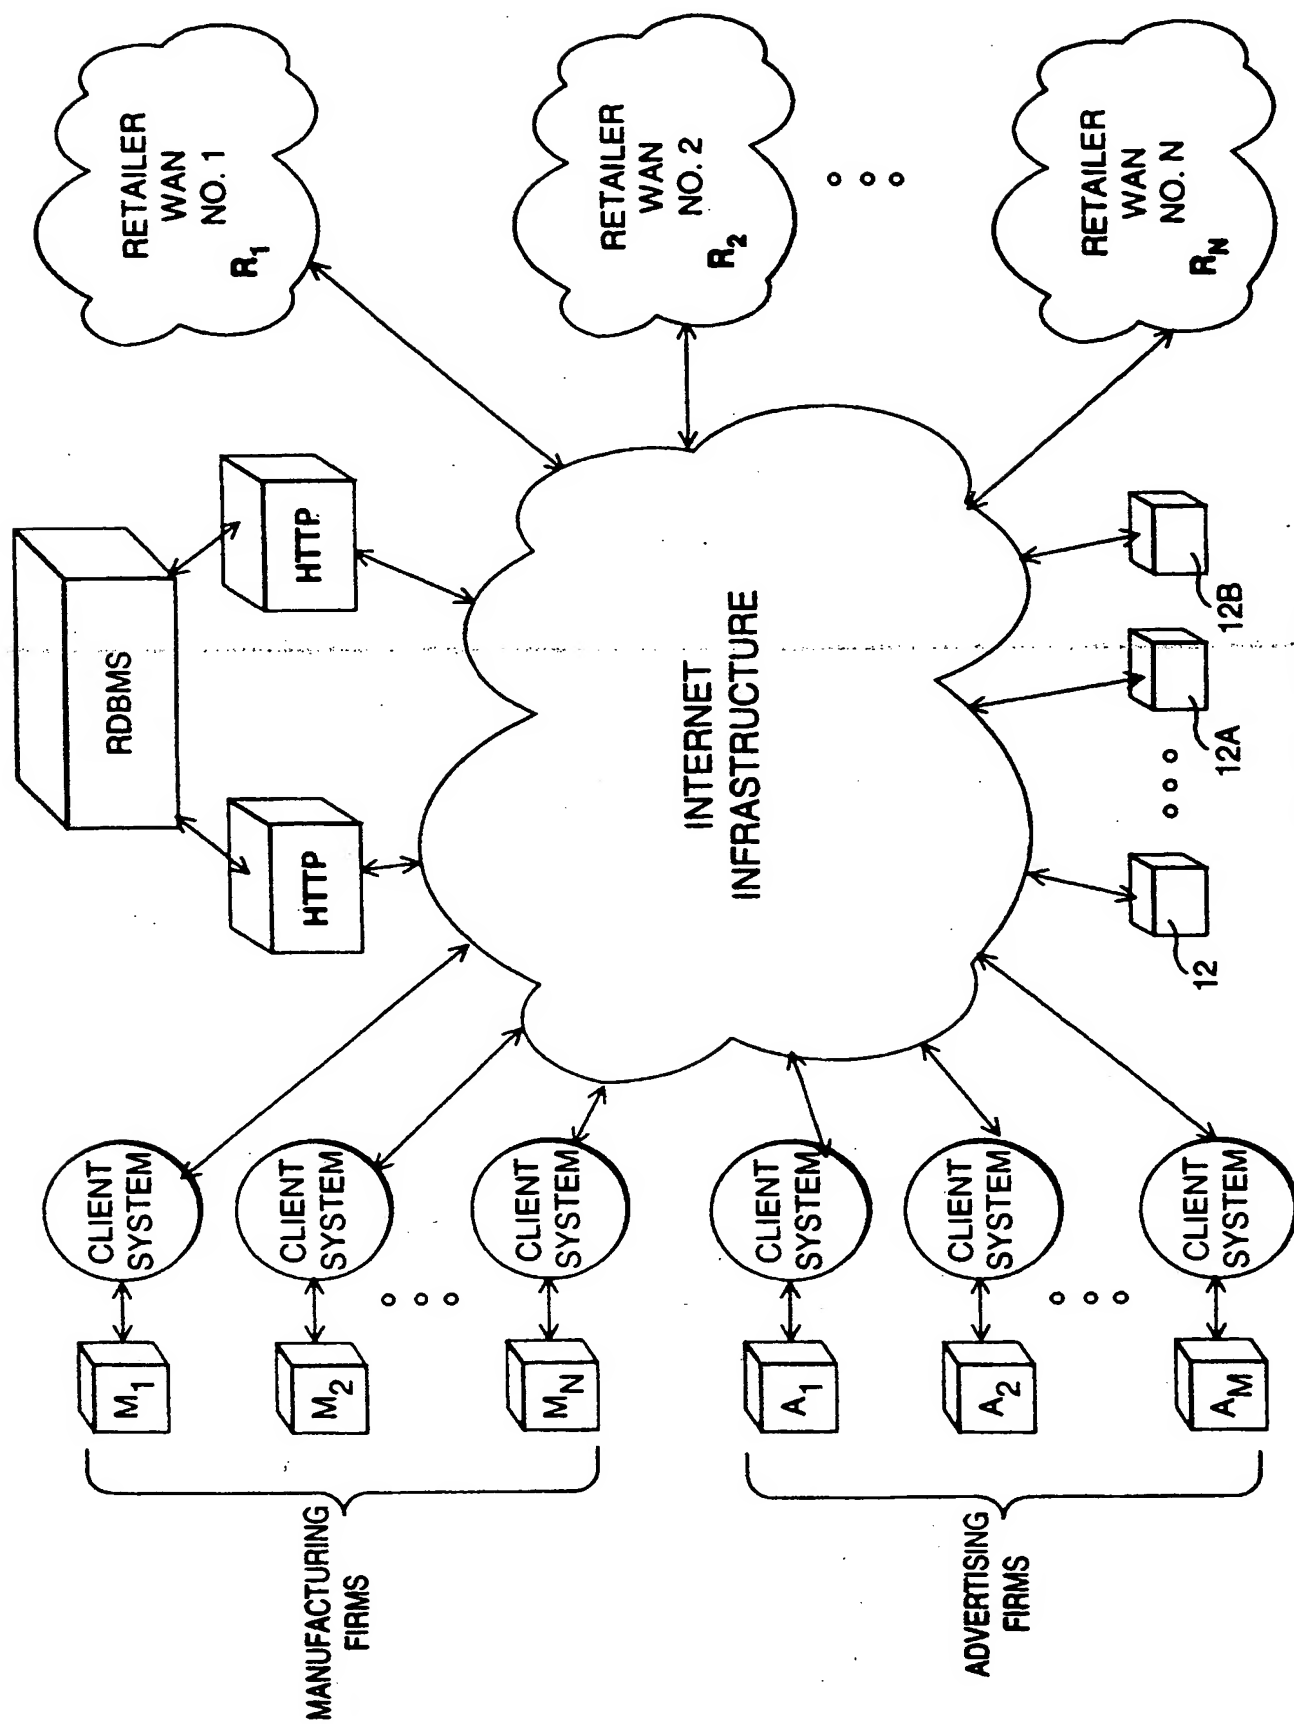 RDBMS
HTTP
HTTP
MANUFACTURING
FIRMS
M1
CLIENT
SYSTEM
M2
CLIENT
SYSTEM
MN
CLIENT
SYSTEM
ADVERTISING
FIRMS
A1
CLIENT
SYSTEM
A2
CLIENT
SYSTEM
AM
CLIENT
SYSTEM
INTERNET
INFRASTRUCTURE
RETAILER
WAN
NO. 1
R1
RETAILER
WAN
NO. 2
R2
RETAILER
WAN
NO. N
RN
12
12A
12B